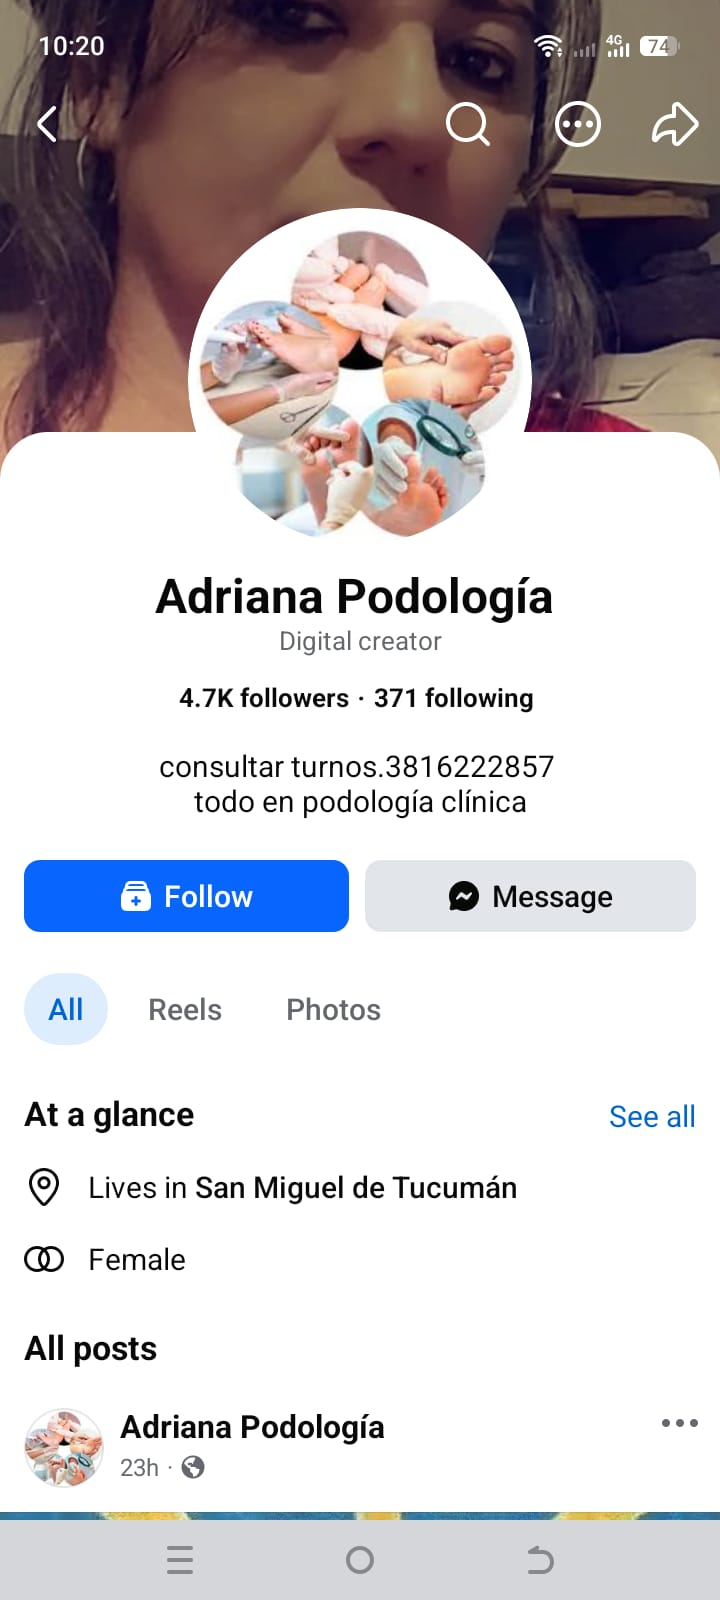 10:20
4G
74
Adriana Podología
Digital creator
4.7K followers · 371 following
consultar turnos.3816222857
todo en podología clínica
Follow
Message
All
Reels
Photos
At a glance
See all
Lives in San Miguel de Tucumán
Female
All posts
Adriana Podología
23h ·